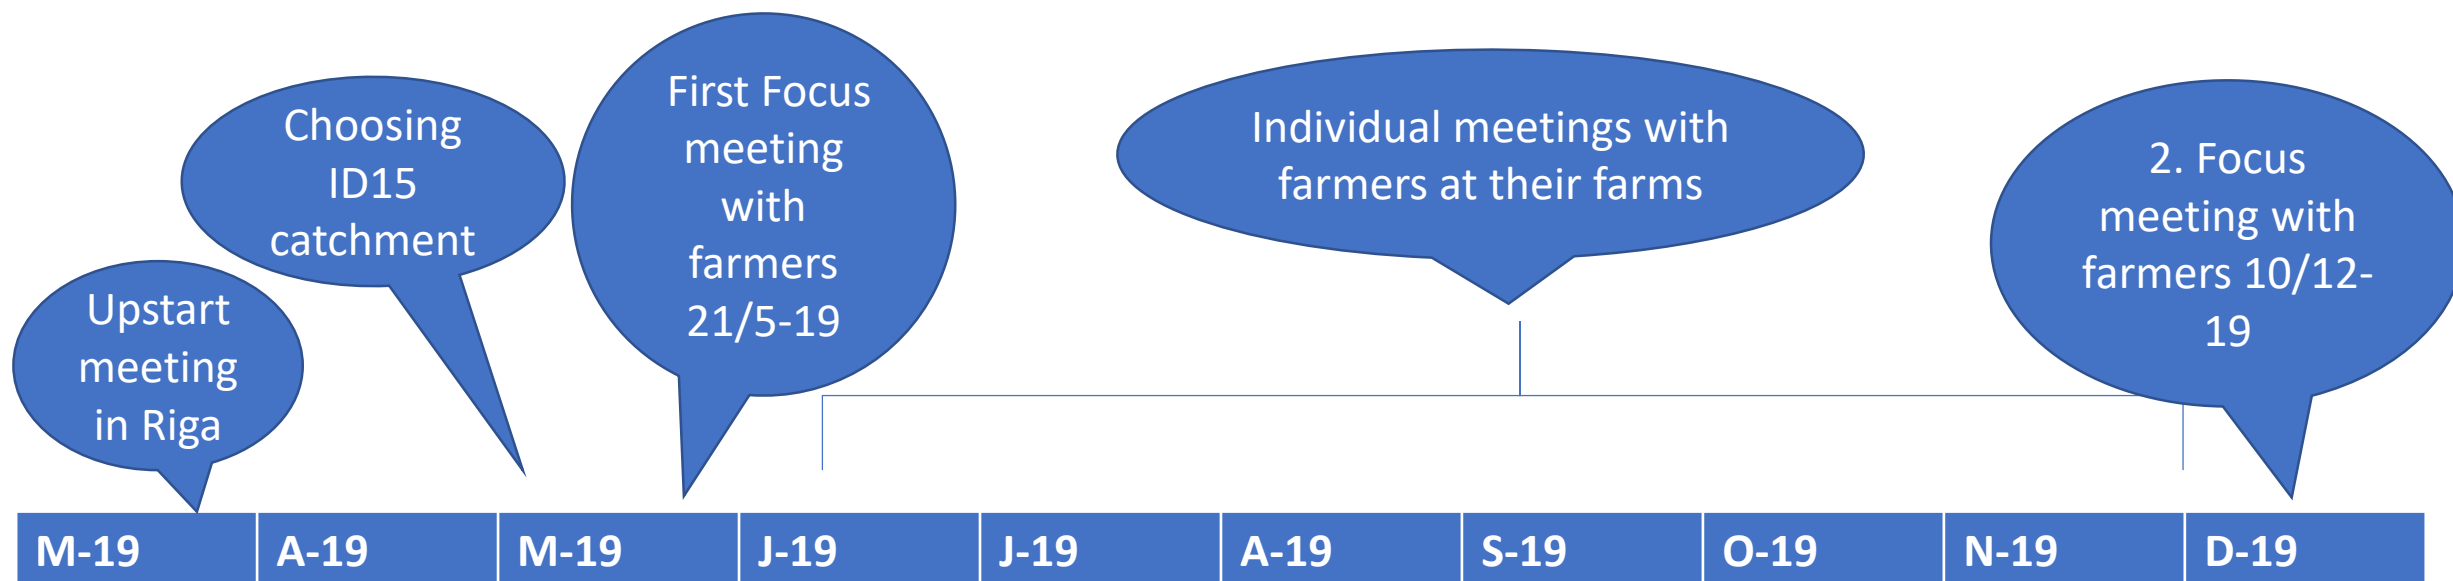 Upstart
meeting
in Riga
Choosing
ID15
catchment
First Focus
meeting
with
farmers
21/5-19
Individual meetings with
farmers at their farms
2. Focus
meeting with
farmers 10/12-
19
M-19 A-19 M-19 J-19 J-19 A-19 S-19 O-19 N-19 D-19